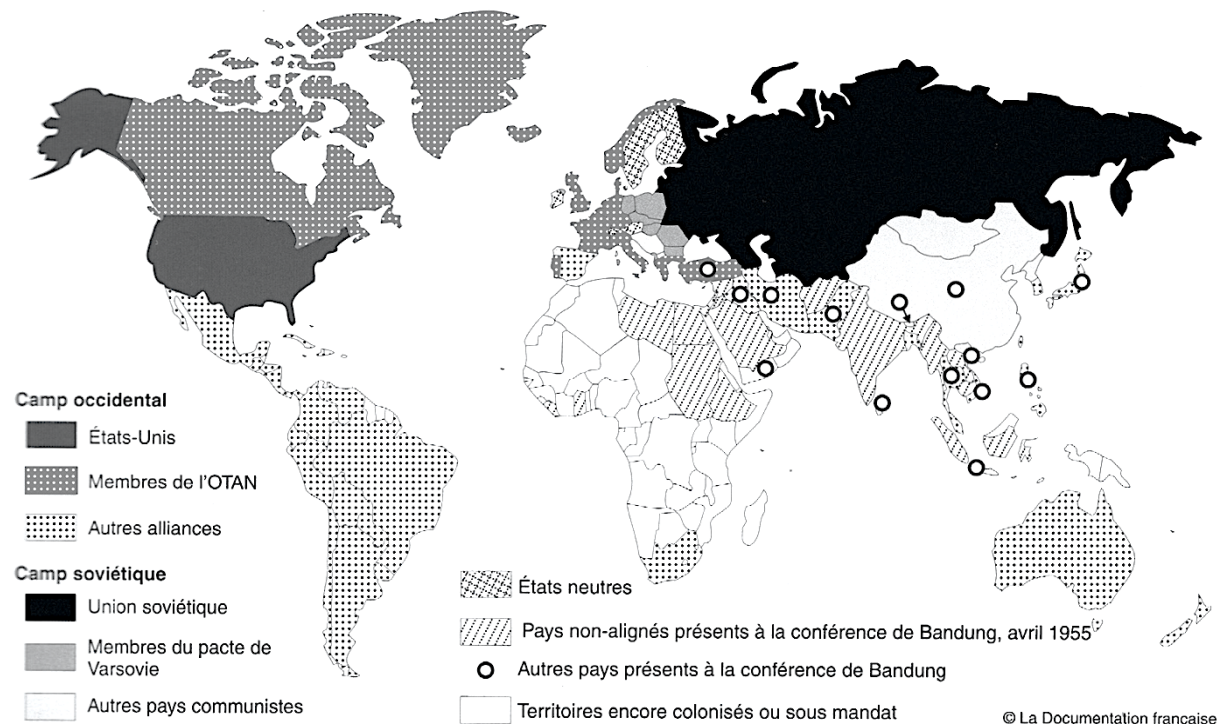 Camp occidental
États-Unis
Membres de l'OTAN
Autres alliances
Camp soviétique
Union soviétique
Membres du pacte de
Varsovie
Autres pays communistes
États neutres
Pays non-alignés présents à la conférence de Bandung, avril 1955
Autres pays présents à la conférence de Bandung
Territoires encore colonisés ou sous mandat
© La Documentation française